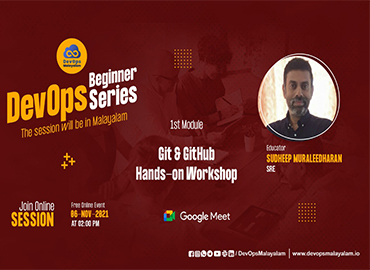 DevOps
Malayalam
DevOps
Beginner
Series
The session will be in Malayalam
1st Module
Git & GitHub
Hands-on Workshop
Educator
SUDHEEP MURALEEDHARAN
SRE
Join Online
SESSION
Free Online Event
06-NOV-2021
AT 02:00 PM
Google Meet
/DevOpsMalayalam
www.devopsmalayalam.io